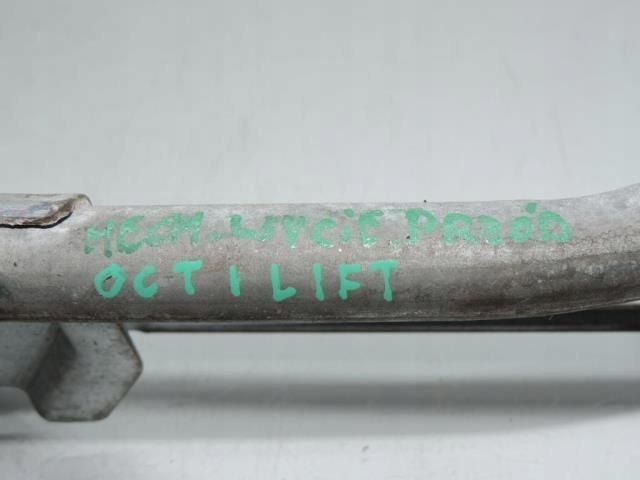 MECH. WYCIE. PRZÓD
OCT I LIFT